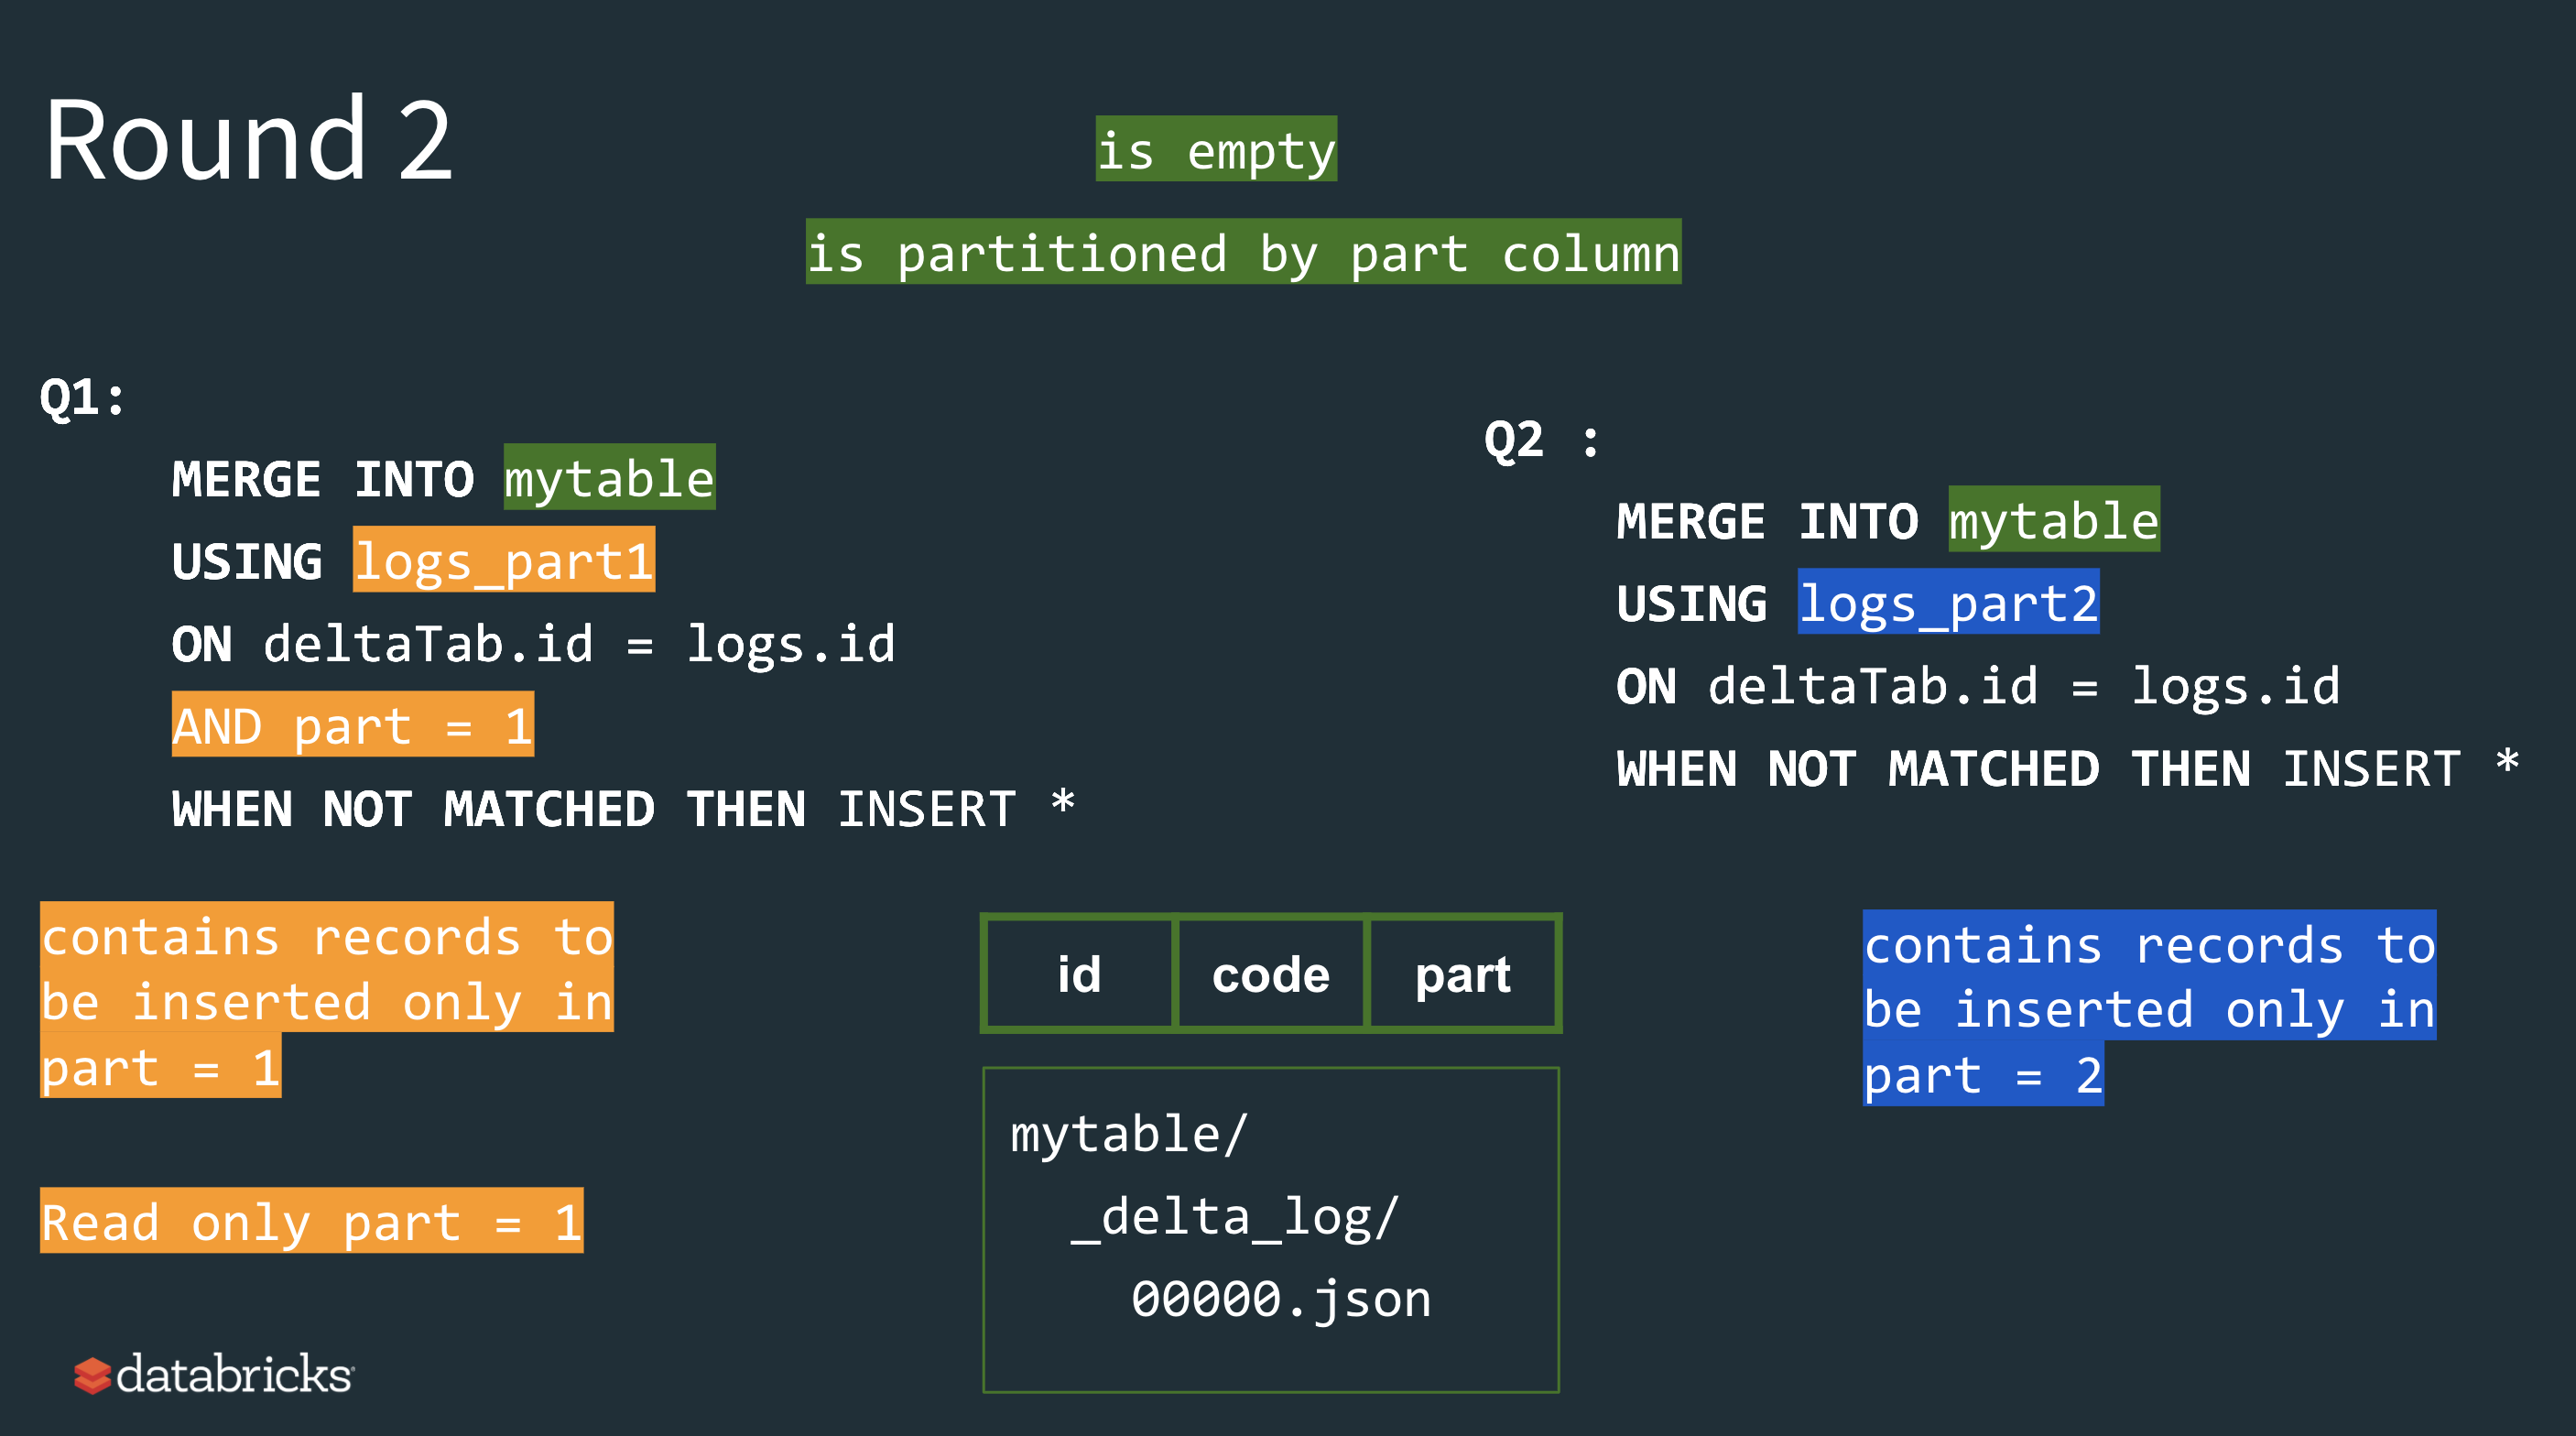 Round 2
is empty
is partitioned by part column
Q1:
MERGE INTO mytable
USING logs_part1
ON deltaTab.id = logs.id
AND part = 1
WHEN NOT MATCHED THEN INSERT *
contains records to
be inserted only in
part = 1
Read only part = 1
Q2 :
MERGE INTO mytable
USING logs_part2
ON deltaTab.id = logs.id
WHEN NOT MATCHED THEN INSERT *
contains records to
be inserted only in
part = 2
id code part
mytable/
_delta_log/
00000.json
databricks